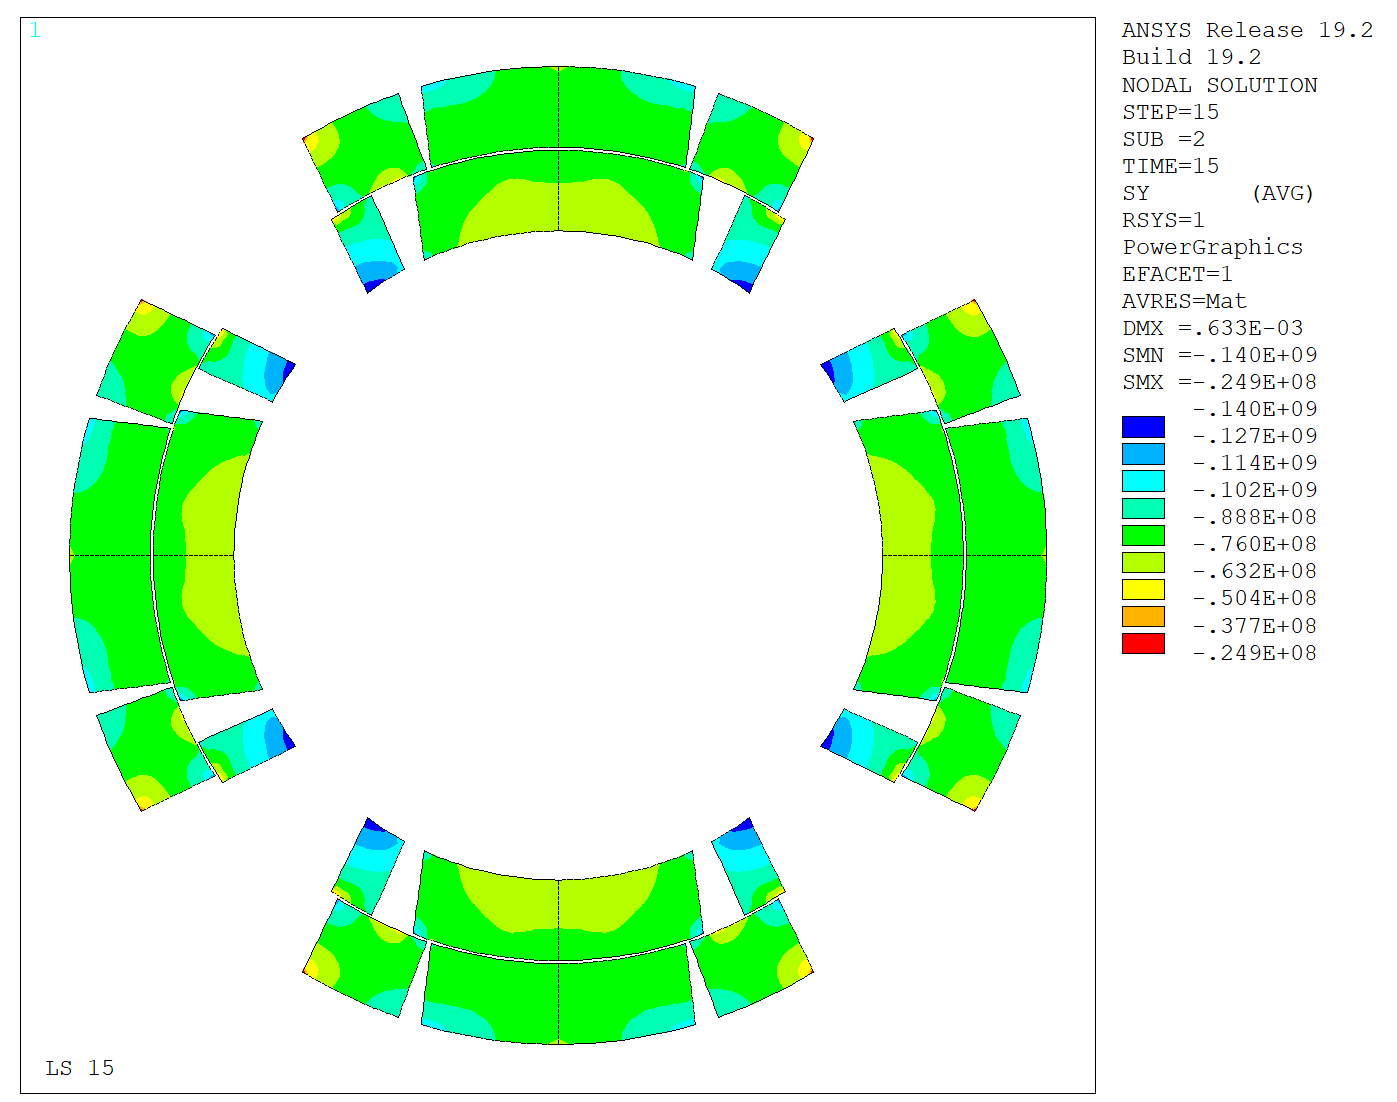 1
ANSYS Release 19.2
Build 19.2
NODAL SOLUTION
STEP=15
SUB =2
TIME=15
SY (AVG)
RSYS=1
PowerGraphics
EFACET=1
AVRES=Mat
DMX =.633E-03
SMN =-.140E+09
SMX =-.249E+08
-.140E+09
-.127E+09
-.114E+09
-.102E+09
-.888E+08
-.760E+08
-.632E+08
-.504E+08
-.377E+08
-.249E+08
LS 15